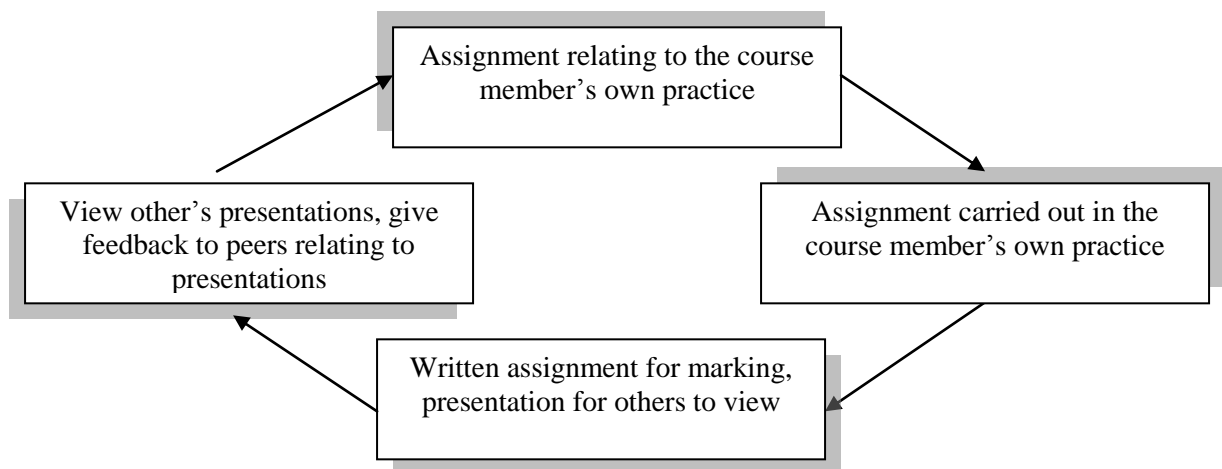 Assignment relating to the course
member’s own practice
Assignment carried out in the
course member’s own practice
Written assignment for marking,
presentation for others to view
View other’s presentations, give
feedback to peers relating to
presentations